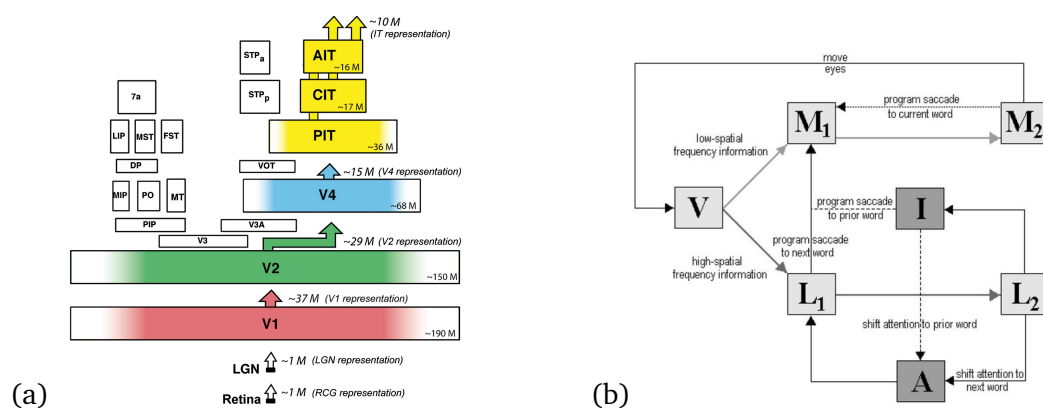 ~10 M
(IT representation)
STPa
AIT
~16 M
7a
STPp
CIT
~17 M
LIP
MST
FST
PIT
~36 M
DP
VOT
~15 M (V4 representation)
MIP
PO
MT
V4
~68 M
PIP
V3A
V3
~29 M (V2 representation)
V2
~150 M
~37 M (V1 representation)
V1
~190 M
LGN
~1 M (LGN representation)
Retina
~1 M (RCG representation)
(a)
move
eyes
M1
program saccade
to current word
M2
low-spatial
frequency information
V
program saccade
to prior word
I
program saccade
to next word
high-spatial
frequency information
L1
L2
shift attention to prior word
A
shift attention to
next word
(b)